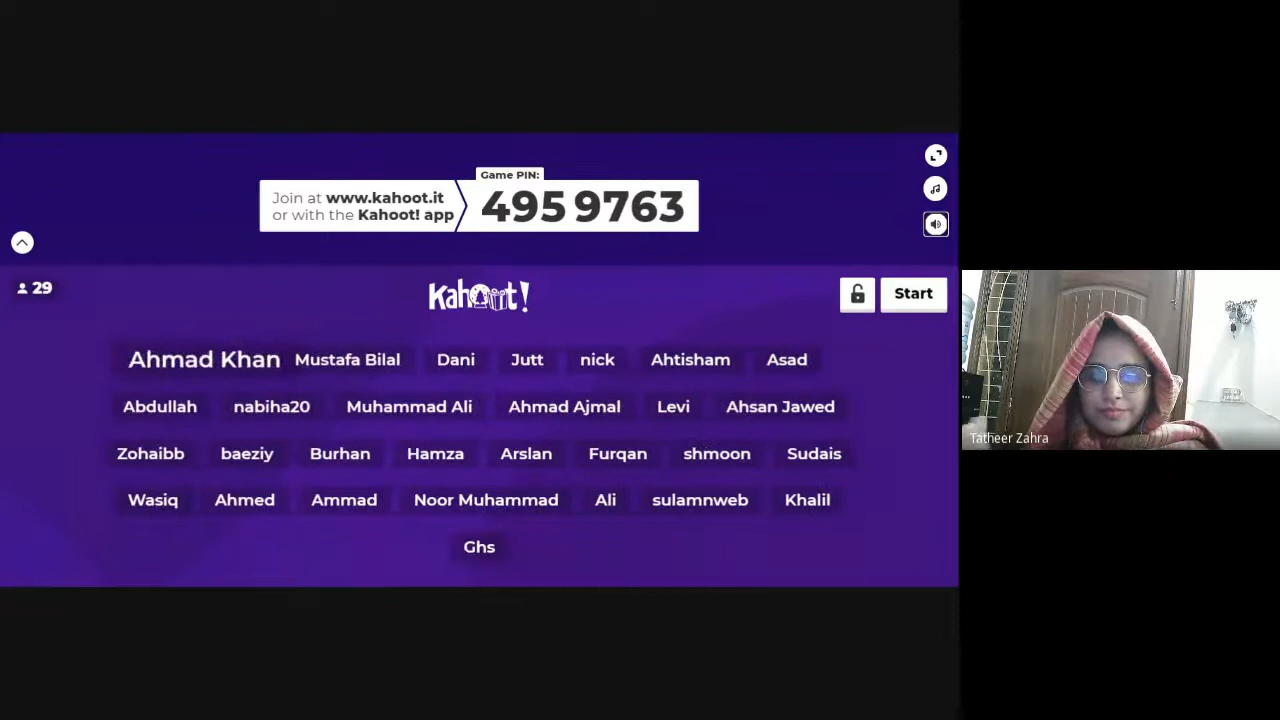 Game PIN:
Join at www.kahoot.it
or with the Kahoot! app
495 9763
29
Kahoot!
Start
Ahmad Khan Mustafa Bilal Dani Jutt nick Ahtisham Asad
Abdullah nabiha20 Muhammad Ali Ahmad Ajmal Levi Ahsan Jawed
Zohaibb baeziy Burhan Hamza Arslan Furqan shmoon Sudais
Wasiq Ahmed Ammad Noor Muhammad Ali sulamnweb Khalil
Ghs
Tatheer Zahra